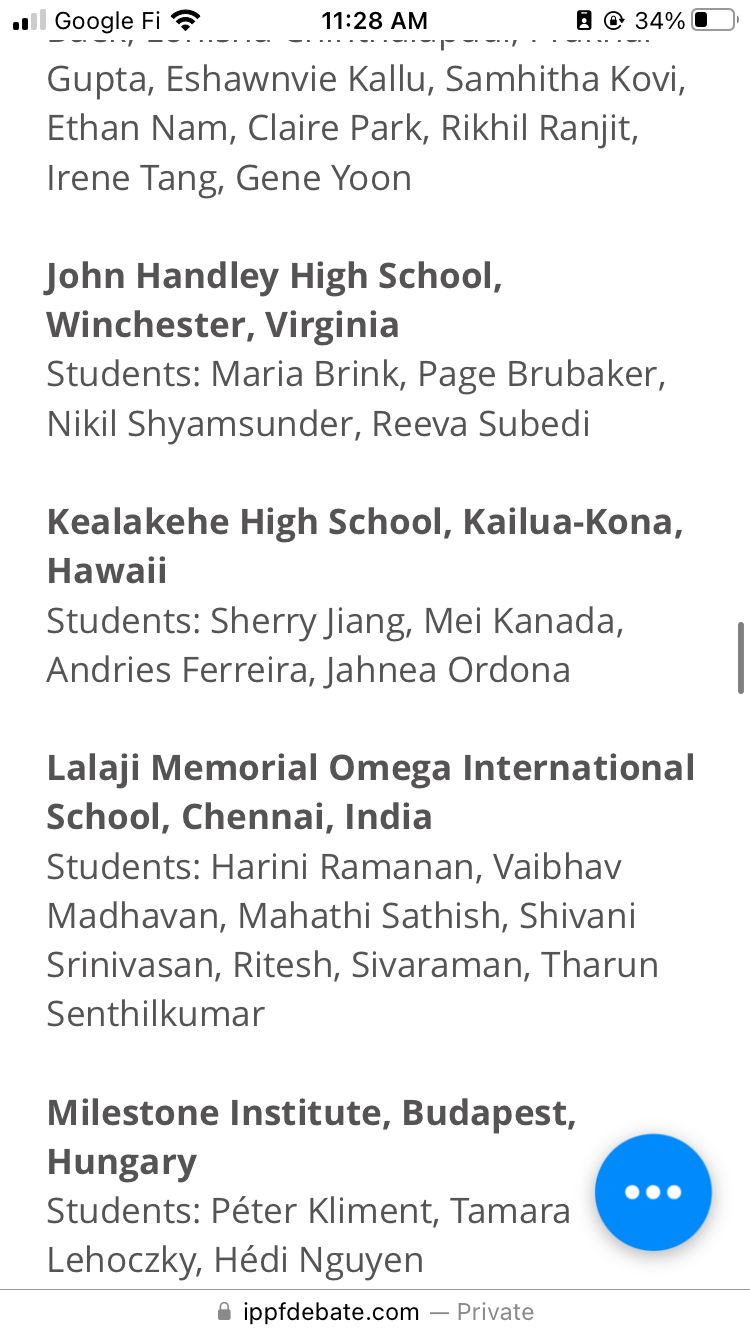 Google Fi 11:28 AM 34%
Gupta, Eshawnvie Kallu, Samhitha Kovi,
Ethan Nam, Claire Park, Rikhil Ranjit,
Irene Tang, Gene Yoon
John Handley High School,
Winchester, Virginia
Students: Maria Brink, Page Brubaker,
Nikil Shyamsunder, Reeva Subedi
Kealakehe High School, Kailua-Kona,
Hawaii
Students: Sherry Jiang, Mei Kanada,
Andries Ferreira, Jahnea Ordona
Lalaji Memorial Omega International
School, Chennai, India
Students: Harini Ramanan, Vaibhav
Madhavan, Mahathi Sathish, Shivani
Srinivasan, Ritesh, Sivaraman, Tharun
Senthilkumar
Milestone Institute, Budapest,
Hungary
Students: Péter Kliment, Tamara
Lehoczky, Hédi Nguyen
ippfdebate.com — Private